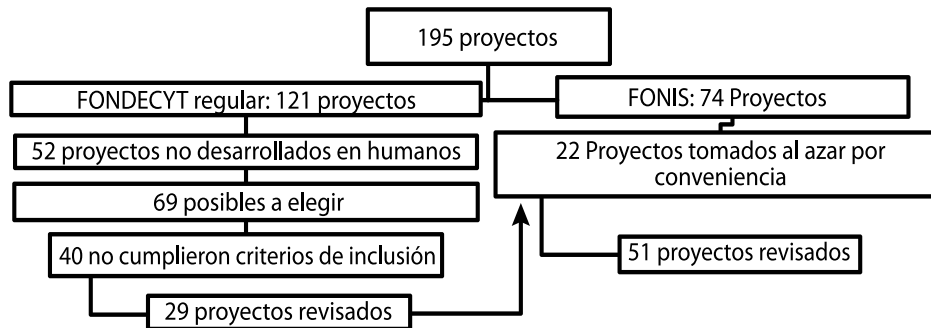 195 proyectos
FONDECYT regular: 121 proyectos
FONIS: 74 Proyectos
52 proyectos no desarrollados en humanos
22 Proyectos tomados al azar por
conveniencia
69 posibles a elegir
40 no cumplieron criterios de inclusión
51 proyectos revisados
29 proyectos revisados